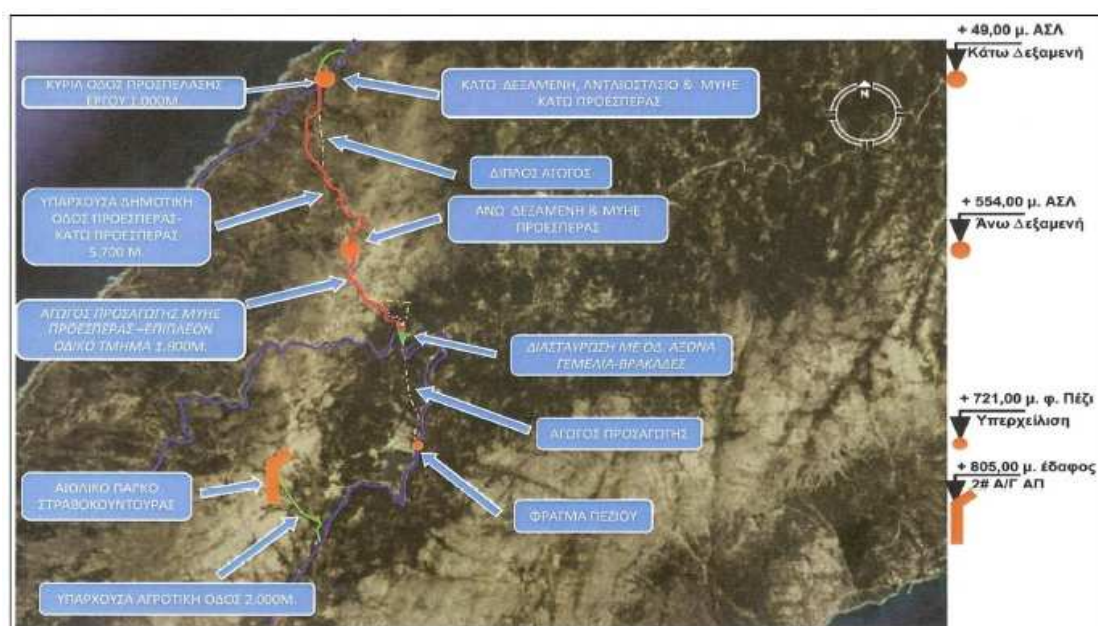 ΚΥΡΙΑ ΟΔΟΣ ΠΡΟΣΠΕΛΑΣΗΣ
ΕΡΓΟΥ 1.000Μ.
ΚΑΤΩ ΔΕΞΑΜΕΝΗ, ΑΝΤΛΙΟΣΤΑΣΙΟ & ΜΥΗΕ
ΚΑΤΩ ΠΡΟΕΣΠΕΡΑΣ
ΔΙΠΛΟΣ ΑΓΩΓΟΣ
ΥΠΑΡΧΟΥΣΑ ΔΗΜΟΤΙΚΗ
ΟΔΟΣ ΠΡΟΕΣΠΕΡΑΣ-
ΚΑΤΩ ΠΡΟΕΣΠΕΡΑΣ
5.700 Μ.
ΑΝΩ ΔΕΞΑΜΕΝΗ & ΜΥΗΕ
ΠΡΟΕΣΠΕΡΑΣ
ΑΓΩΓΟΣ ΠΡΟΣΑΓΩΓΗΣ ΜΥΗΕ
ΠΡΟΕΣΠΕΡΑΣ –ΕΠΙΠΛΕΟΝ
ΟΔΙΚΟ ΤΜΗΜΑ 1.800Μ.
ΔΙΑΣΤΑΥΡΩΣΗ ΜΕ ΟΔ. ΑΞΟΝΑ
ΓΕΜΕΛΙΑ-ΒΡΑΚΑΔΕΣ
ΑΓΩΓΟΣ ΠΡΟΣΑΓΩΓΗΣ
ΑΙΟΛΙΚΟ ΠΑΡΚΟ
ΣΤΡΑΒΟΚΟΥΝΤΟΥΡΑΣ
ΦΡΑΓΜΑ ΠΕΖΙΟΥ
ΥΠΑΡΧΟΥΣΑ ΑΓΡΟΤΙΚΗ ΟΔΟΣ 2.000Μ.
N
+ 49,00 μ. ΑΣΛ
Κάτω Δεξαμενή
+ 554,00 μ. ΑΣΛ
Άνω Δεξαμενή
+ 721,00 μ. φ. Πέζι
Υπερχείλιση
+ 805,00 μ. έδαφος
2# Α/Γ ΑΠ